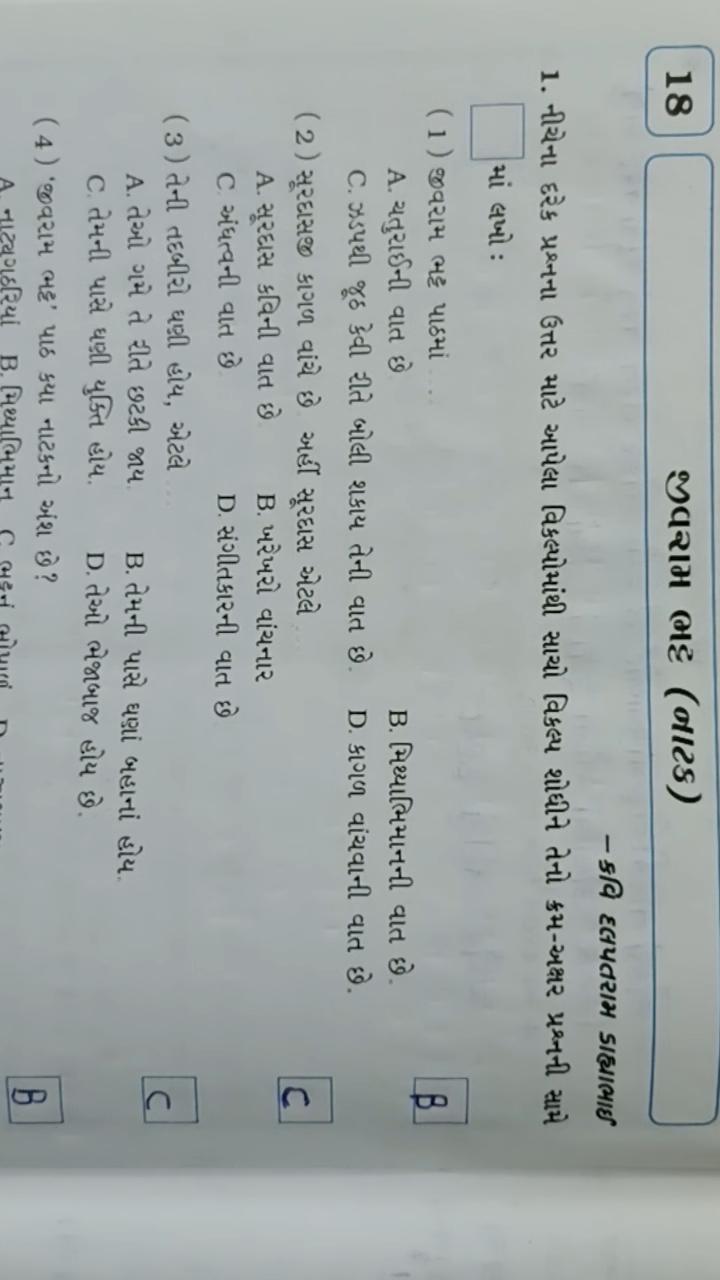 18
જીવરામ ભટ (નાટક)
– કવિ દલપતરામ ડાહ્યાભાઈ
1. નીચેના દરેક પ્રશ્નના ઉત્તર માટે આપેલા વિકલ્પોમાંથી સાચો વિકલ્પ શોધીને તેનો ક્રમ-અક્ષર પ્રશ્નની સામે
માં લખો :
(1) જીવરામ ભટ્ટ પાઠમાં .... B
A. ચતુરાઈની વાત છે B. મિથ્યાભિમાનની વાત છે.
C. ઝડપથી જૂઠ કેવી રીતે બોલી શકાય તેની વાત છે. D. કાગળ વાંચવાની વાત છે.
(2) સૂરદાસજી કાગળ વાંચે છે અહીં સૂરદાસ એટલે .... C
A. સૂરદાસ કવિની વાત છે B. ખરેખરો વાંચનાર
C. અંધત્વની વાત છે D. સંગીતકારની વાત છે
(3) તેની તદબીરો ઘણી હોય, એટલે .... C
A. તેઓ ગમે તે રીતે છટકી જાય B. તેમની પાસે ઘણાં બહાનાં હોય.
C. તેમની પાસે ઘણી યુક્તિ હોય. D. તેઓ ભેજાબાજ હોય છે.
(4) 'જીવરામ ભટ્ટ' પાઠ કયા નાટકનો અંશ છે? B
A. નાટ્યગઠરિયાં B. મિથ્યાભિમાન C. D.